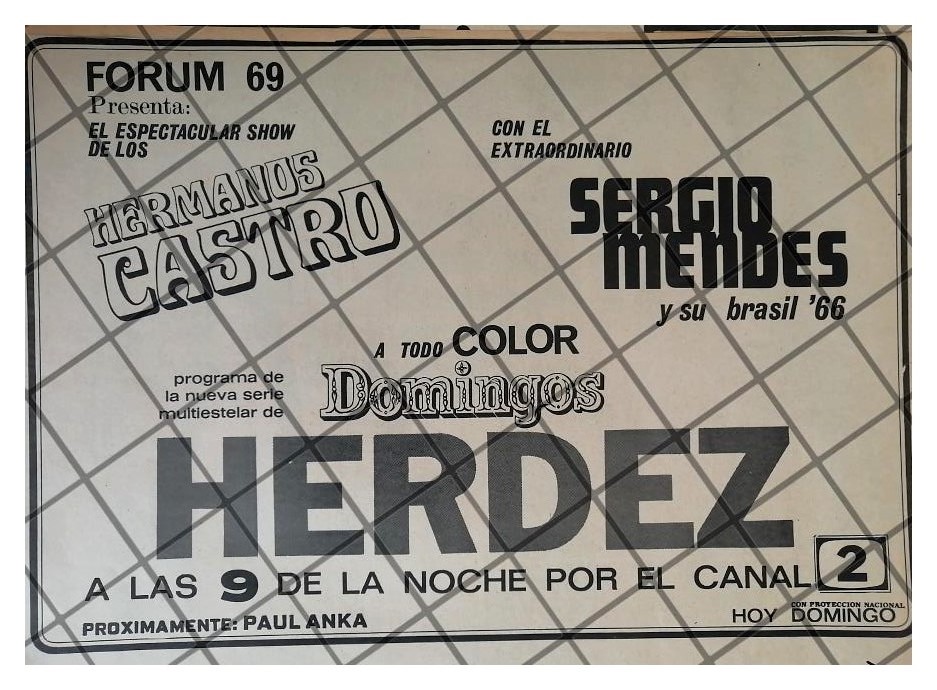 FORUM 69
Presenta:
EL ESPECTACULAR SHOW
DE LOS
HERMANOS
CASTRO
CON EL
EXTRAORDINARIO
SERGIO
MENDES
y su brasil '66
A TODO COLOR
programa de
la nueva serie
multiestelar de
Domingos
HERDEZ
A LAS 9 DE LA NOCHE POR EL CANAL 2
CON PROTECCION NACIONAL
HOY DOMINGO
PROXIMAMENTE: PAUL ANKA